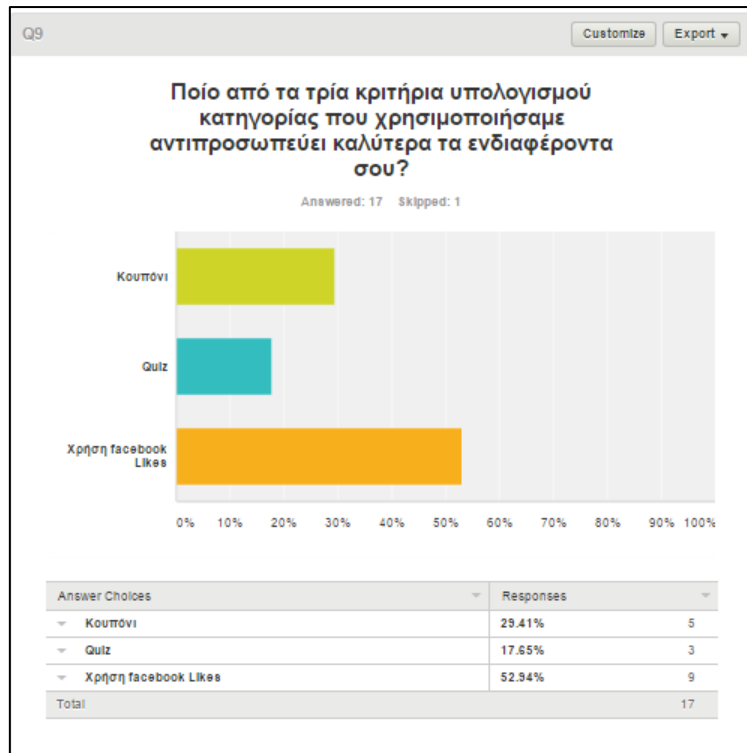 Q9 Customize Export
Ποίο από τα τρία κριτήρια υπολογισμού
κατηγορίας που χρησιμοποιήσαμε
αντιπροσωπεύει καλύτερα τα ενδιαφέροντα
σου?
Answered: 17 Skipped: 1
Κουπόνι
Quiz
Χρήση facebook
Likes
0% 10% 20% 30% 40% 50% 60% 70% 80% 90% 100%
Answer Choices Responses
Κουπόνι 29.41% 5
Quiz 17.65% 3
Χρήση facebook Likes 52.94% 9
Total 17